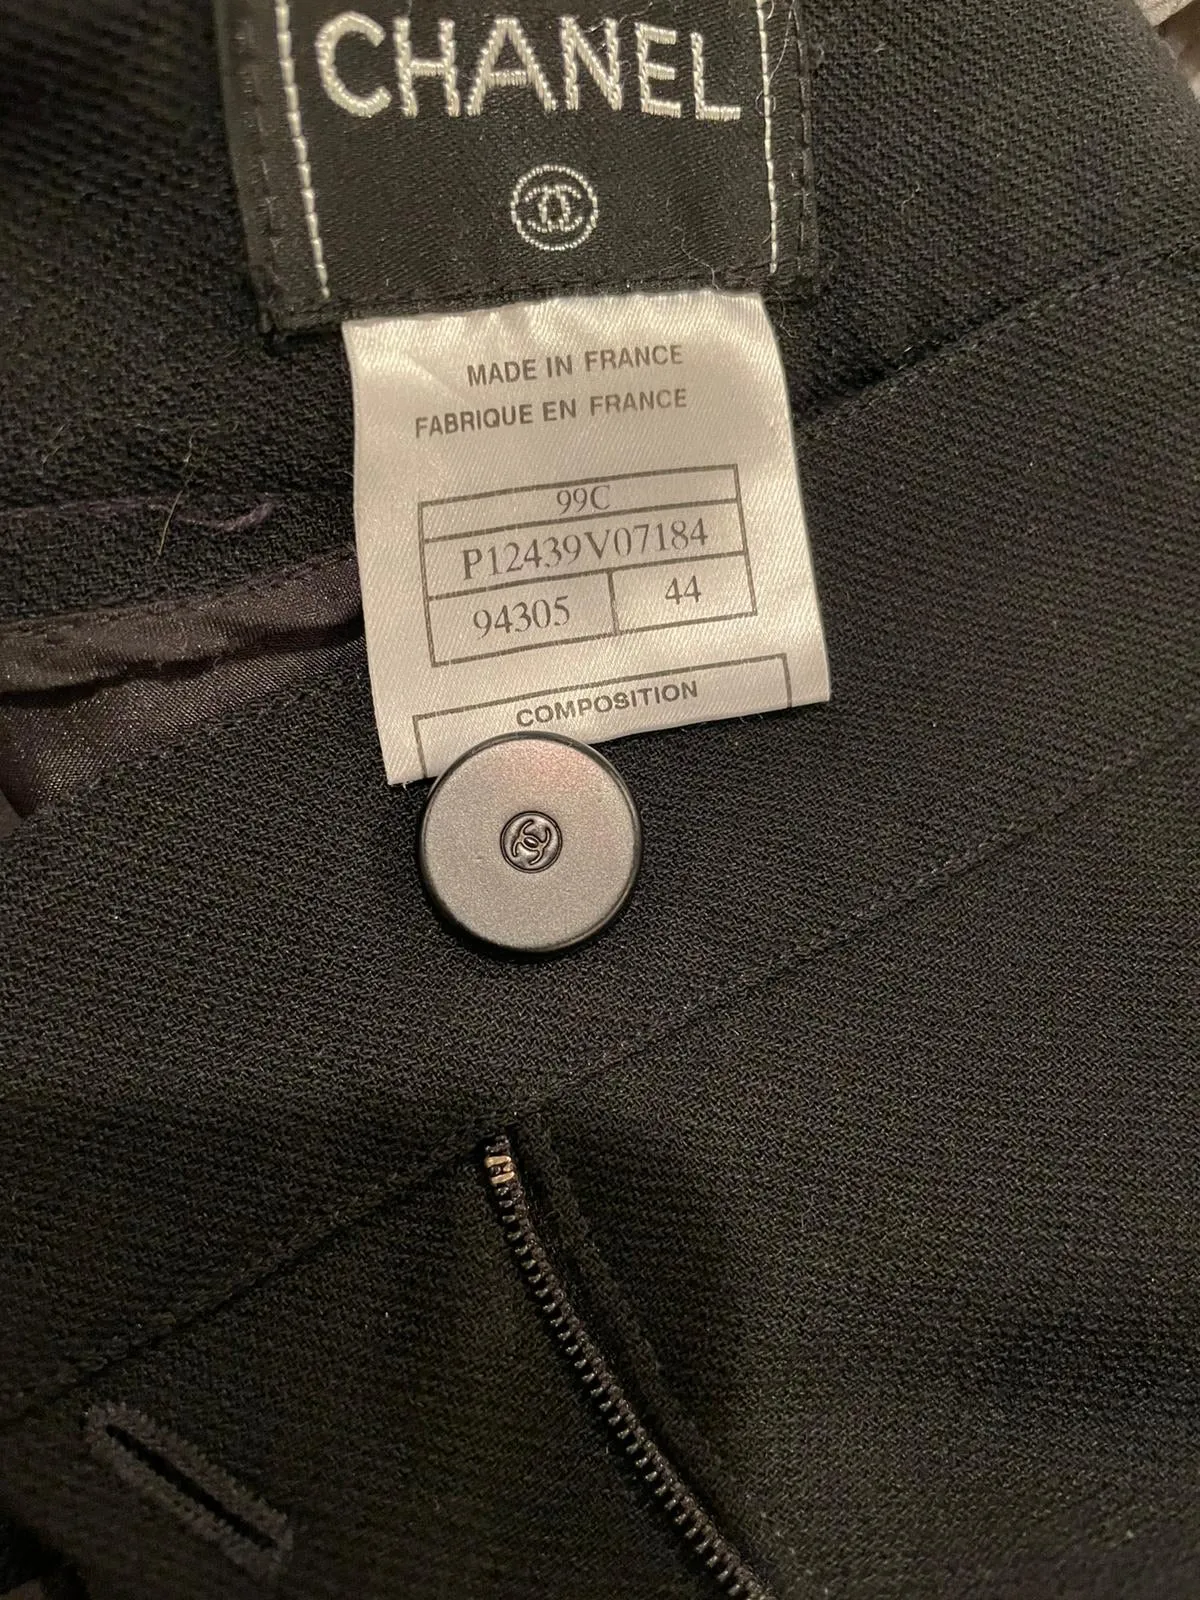 CHANEL
MADE IN FRANCE
FABRIQUE EN FRANCE
99C
P12439V07184
94305 44
COMPOSITION